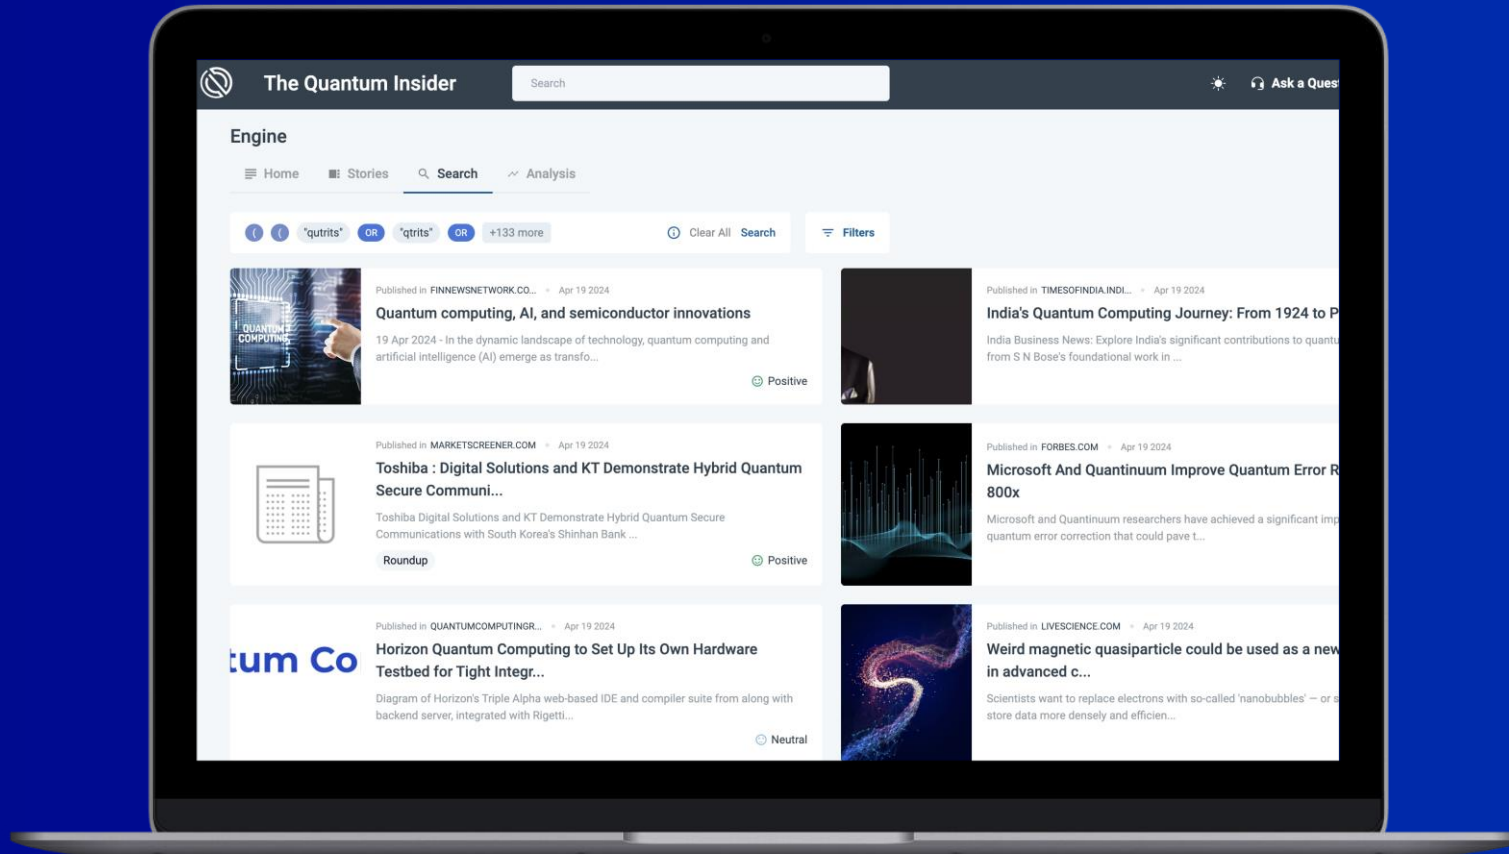 The Quantum Insider
Search
Ask a Ques
Engine
Home
Stories
Search
Analysis
( ( "qutrits" OR "qtrits" OR +133 more
Clear All
Search
Filters
QUANTUM
COMPUTING
Published in FINNEWSNETWORK.CO... Apr 19 2024
Quantum computing, AI, and semiconductor innovations
19 Apr 2024 - In the dynamic landscape of technology, quantum computing and
artificial intelligence (AI) emerge as transfo...
Positive
Published in TIMESOFINDIA.INDI... Apr 19 2024
India's Quantum Computing Journey: From 1924 to P
India Business News: Explore India's significant contributions to quantu
from S N Bose's foundational work in ...
Published in MARKETSCREENER.COM Apr 19 2024
Toshiba : Digital Solutions and KT Demonstrate Hybrid Quantum
Secure Communi...
Toshiba Digital Solutions and KT Demonstrate Hybrid Quantum Secure
Communications with South Korea's Shinhan Bank ...
Roundup
Positive
Published in FORBES.COM Apr 19 2024
Microsoft And Quantinuum Improve Quantum Error R
800x
Microsoft and Quantinuum researchers have achieved a significant imp
quantum error correction that could pave t...
tum Co
Published in QUANTUMCOMPUTINGR... Apr 19 2024
Horizon Quantum Computing to Set Up Its Own Hardware
Testbed for Tight Integr...
Diagram of Horizon's Triple Alpha web-based IDE and compiler suite from along with
backend server, integrated with Rigetti...
Neutral
Published in LIVESCIENCE.COM Apr 19 2024
Weird magnetic quasiparticle could be used as a new
in advanced c...
Scientists want to replace electrons with so-called 'nanobubbles' — or s
store data more densely and efficien...